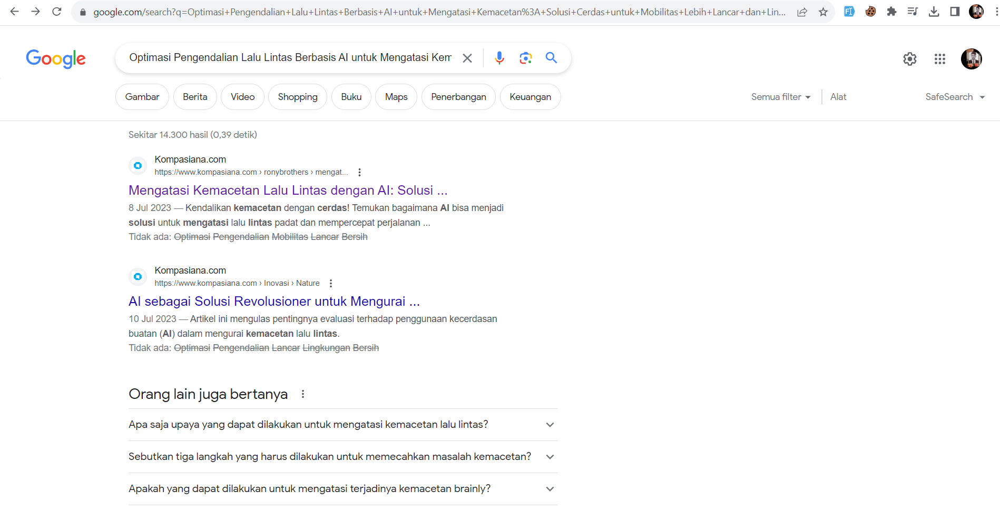 google.com/search?q=Optimasi+Pengendalian+Lalu+Lintas+Berbasis+AI+untuk+Mengatasi+Kemacetan%3A+Solusi+Cerdas+untuk+Mobilitas+Lebih+Lancar+dan+Lin...
Google
Optimasi Pengendalian Lalu Lintas Berbasis AI untuk Mengatasi Kem
Gambar Berita Video Shopping Buku Maps Penerbangan Keuangan Semua filter Alat SafeSearch
Sekitar 14.300 hasil (0,39 detik)
Kompasiana.com
https://www.kompasiana.com › ronybrothers › mengat...
Mengatasi Kemacetan Lalu Lintas dengan AI: Solusi ...
8 Jul 2023 — Kendalikan kemacetan dengan cerdas! Temukan bagaimana AI bisa menjadi
solusi untuk mengatasi lalu lintas padat dan mempercepat perjalanan ...
Tidak ada: Optimasi Pengendalian Mobilitas Lancar Bersih
Kompasiana.com
https://www.kompasiana.com › Inovasi › Nature
AI sebagai Solusi Revolusioner untuk Mengurai ...
10 Jul 2023 — Artikel ini mengulas pentingnya evaluasi terhadap penggunaan kecerdasan
buatan (AI) dalam mengurai kemacetan lalu lintas.
Tidak ada: Optimasi Pengendalian Lancar Lingkungan Bersih
Orang lain juga bertanya
Apa saja upaya yang dapat dilakukan untuk mengatasi kemacetan lalu lintas?
Sebutkan tiga langkah yang harus dilakukan untuk memecahkan masalah kemacetan?
Apakah yang dapat dilakukan untuk mengatasi terjadinya kemacetan brainly?